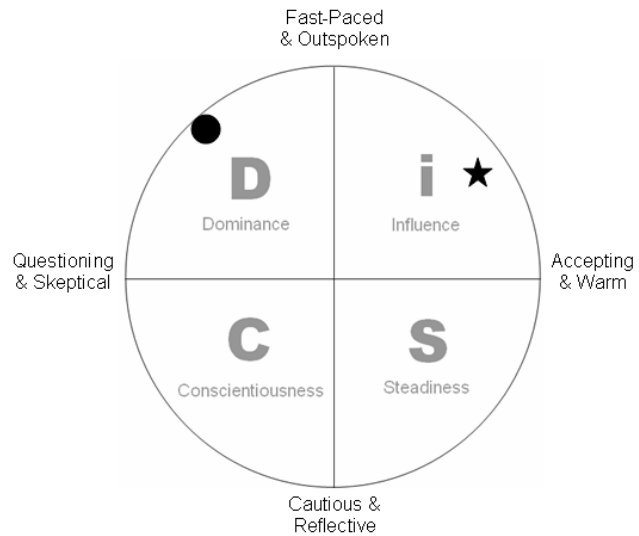 Fast-Paced
& Outspoken
D
i
Dominance
Influence
Questioning
& Skeptical
Accepting
& Warm
C
S
Conscientiousness
Steadiness
Cautious &
Reflective